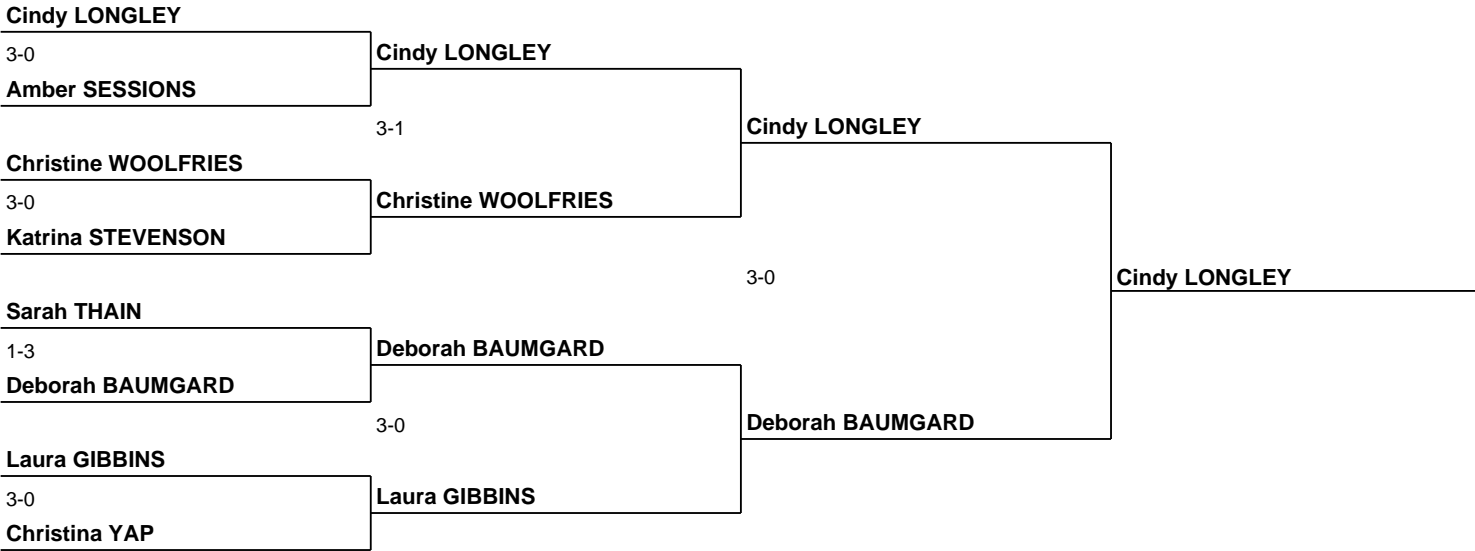 Cindy LONGLEY
3-0
Cindy LONGLEY
Amber SESSIONS
3-1
Cindy LONGLEY
Christine WOOLFRIES
3-0
Christine WOOLFRIES
Katrina STEVENSON
3-0
Cindy LONGLEY
Sarah THAIN
1-3
Deborah BAUMGARD
Deborah BAUMGARD
3-0
Deborah BAUMGARD
Laura GIBBINS
3-0
Laura GIBBINS
Christina YAP